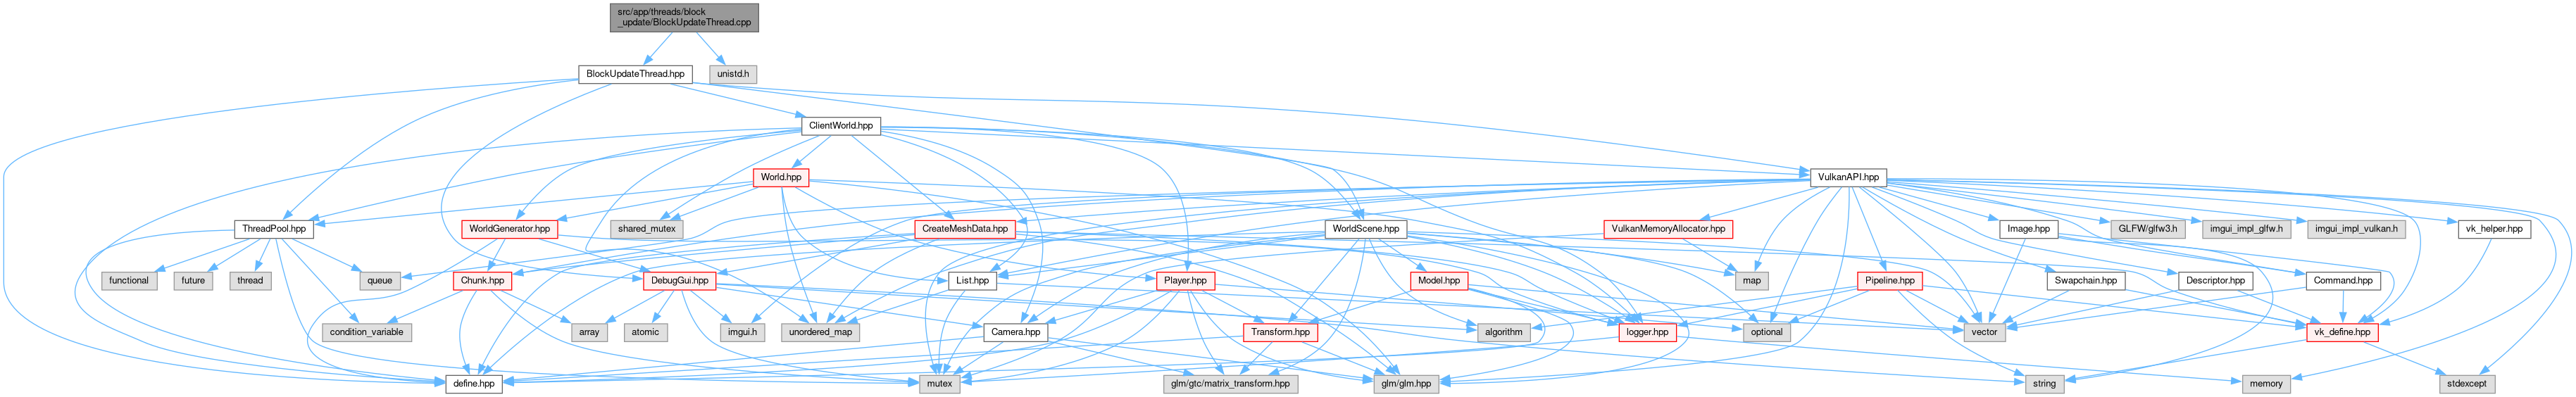 src/app/threads/block
_update/BlockUpdateThread.cpp
BlockUpdateThread.hpp
unistd.h
ClientWorld.hpp
World.hpp
VulkanAPI.hpp
shared_mutex
ThreadPool.hpp
WorldGenerator.hpp
CreateMeshData.hpp
WorldScene.hpp
VulkanMemoryAllocator.hpp
Image.hpp
GLFW/glfw3.h
imgui_impl_glfw.h
imgui_impl_vulkan.h
vk_helper.hpp
functional
future
thread
queue
Chunk.hpp
DebugGui.hpp
List.hpp
Player.hpp
Model.hpp
map
Pipeline.hpp
Swapchain.hpp
Descriptor.hpp
Command.hpp
condition_variable
array
atomic
imgui.h
unordered_map
Camera.hpp
Transform.hpp
algorithm
logger.hpp
optional
vector
vk_define.hpp
define.hpp
mutex
glm/gtc/matrix_transform.hpp
glm/glm.hpp
string
memory
stdexcept